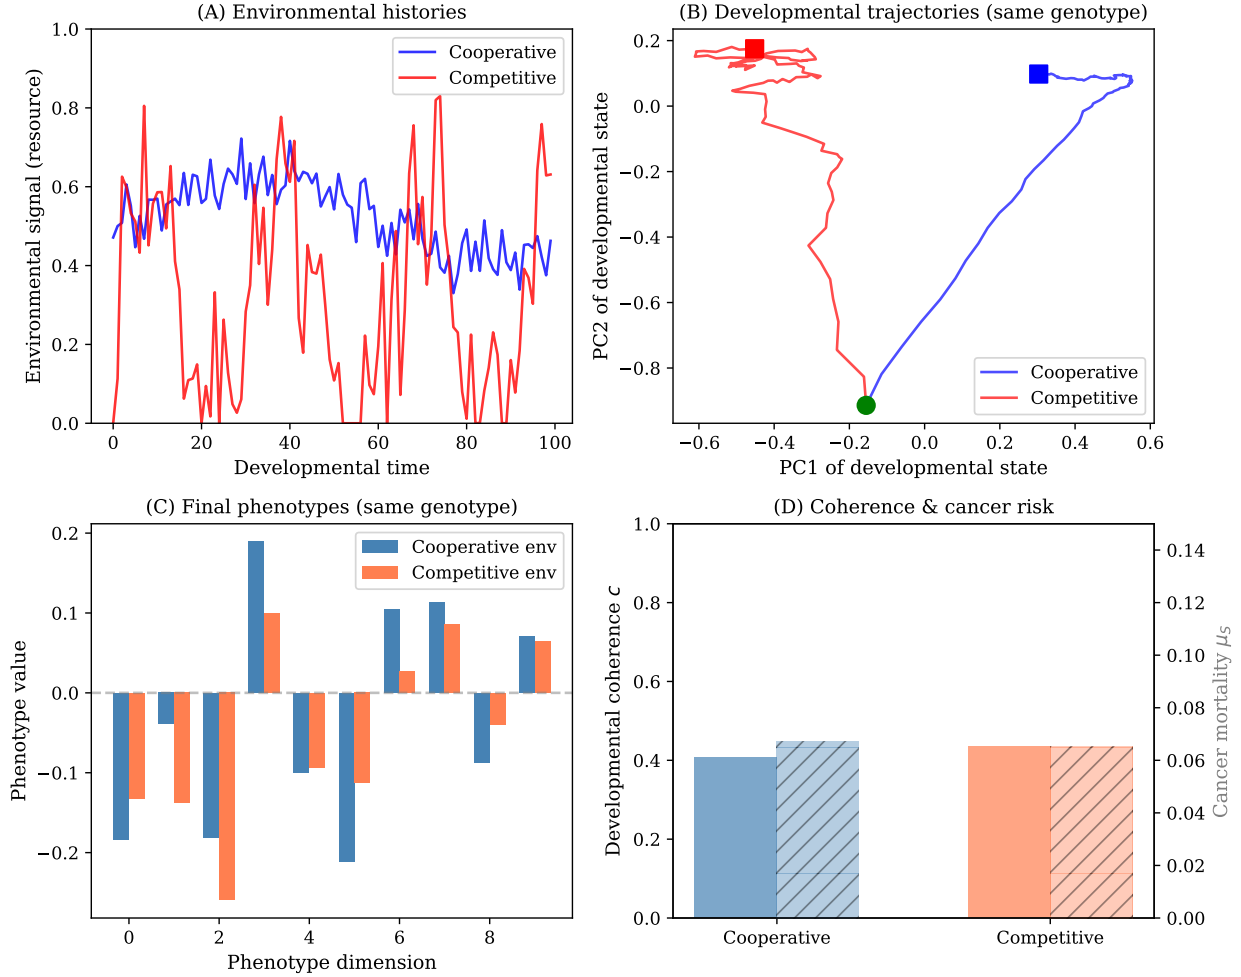 (A) Environmental histories
Environmental signal (resource)
1.0
0.8
0.6
0.4
0.2
0.0
Cooperative
Competitive
0
20
40
60
80
100
Developmental time
(B) Developmental trajectories (same genotype)
PC2 of developmental state
0.2
0.0
−0.2
−0.4
−0.6
−0.8
Cooperative
Competitive
−0.6
−0.4
−0.2
0.0
0.2
0.4
0.6
PC1 of developmental state
(C) Final phenotypes (same genotype)
Phenotype value
0.2
0.1
0.0
−0.1
−0.2
Cooperative env
Competitive env
0
2
4
6
8
Phenotype dimension
(D) Coherence & cancer risk
Developmental coherence c
1.0
0.8
0.6
0.4
0.2
0.0
Cooperative
Competitive
0.14
0.12
0.10
0.08
0.06
0.04
0.02
0.00
Cancer mortality μ_S